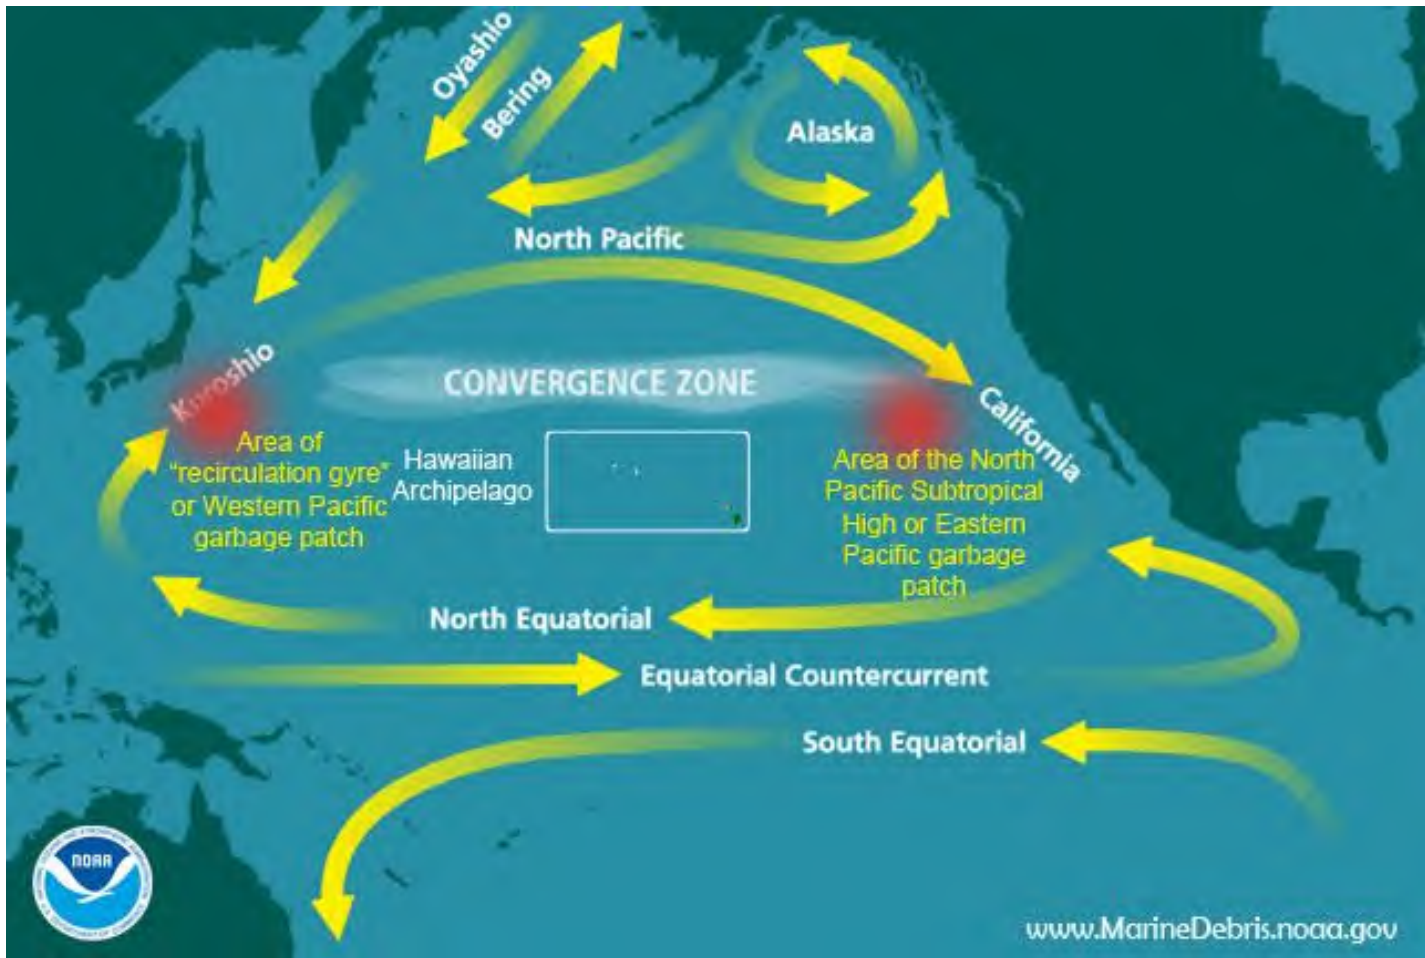 Oyashio
Bering
Alaska
North Pacific
Kuroshio
CONVERGENCE ZONE
California
Area of
"recirculation gyre"
or Western Pacific
garbage patch
Hawaiian
Archipelago
Area of the North
Pacific Subtropical
High or Eastern
Pacific garbage
patch
North Equatorial
Equatorial Countercurrent
South Equatorial
NOAA
www.MarineDebris.noaa.gov